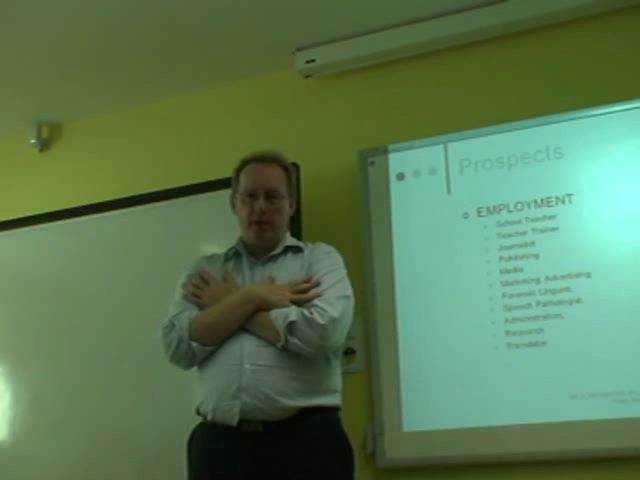 Prospects
EMPLOYMENT
School Teacher
Teacher Trainer
Journalist
Publishing
Media
Marketing, Advertising
Forensic Linguist,
Speech Pathologist,
Administration,
Research
Translator